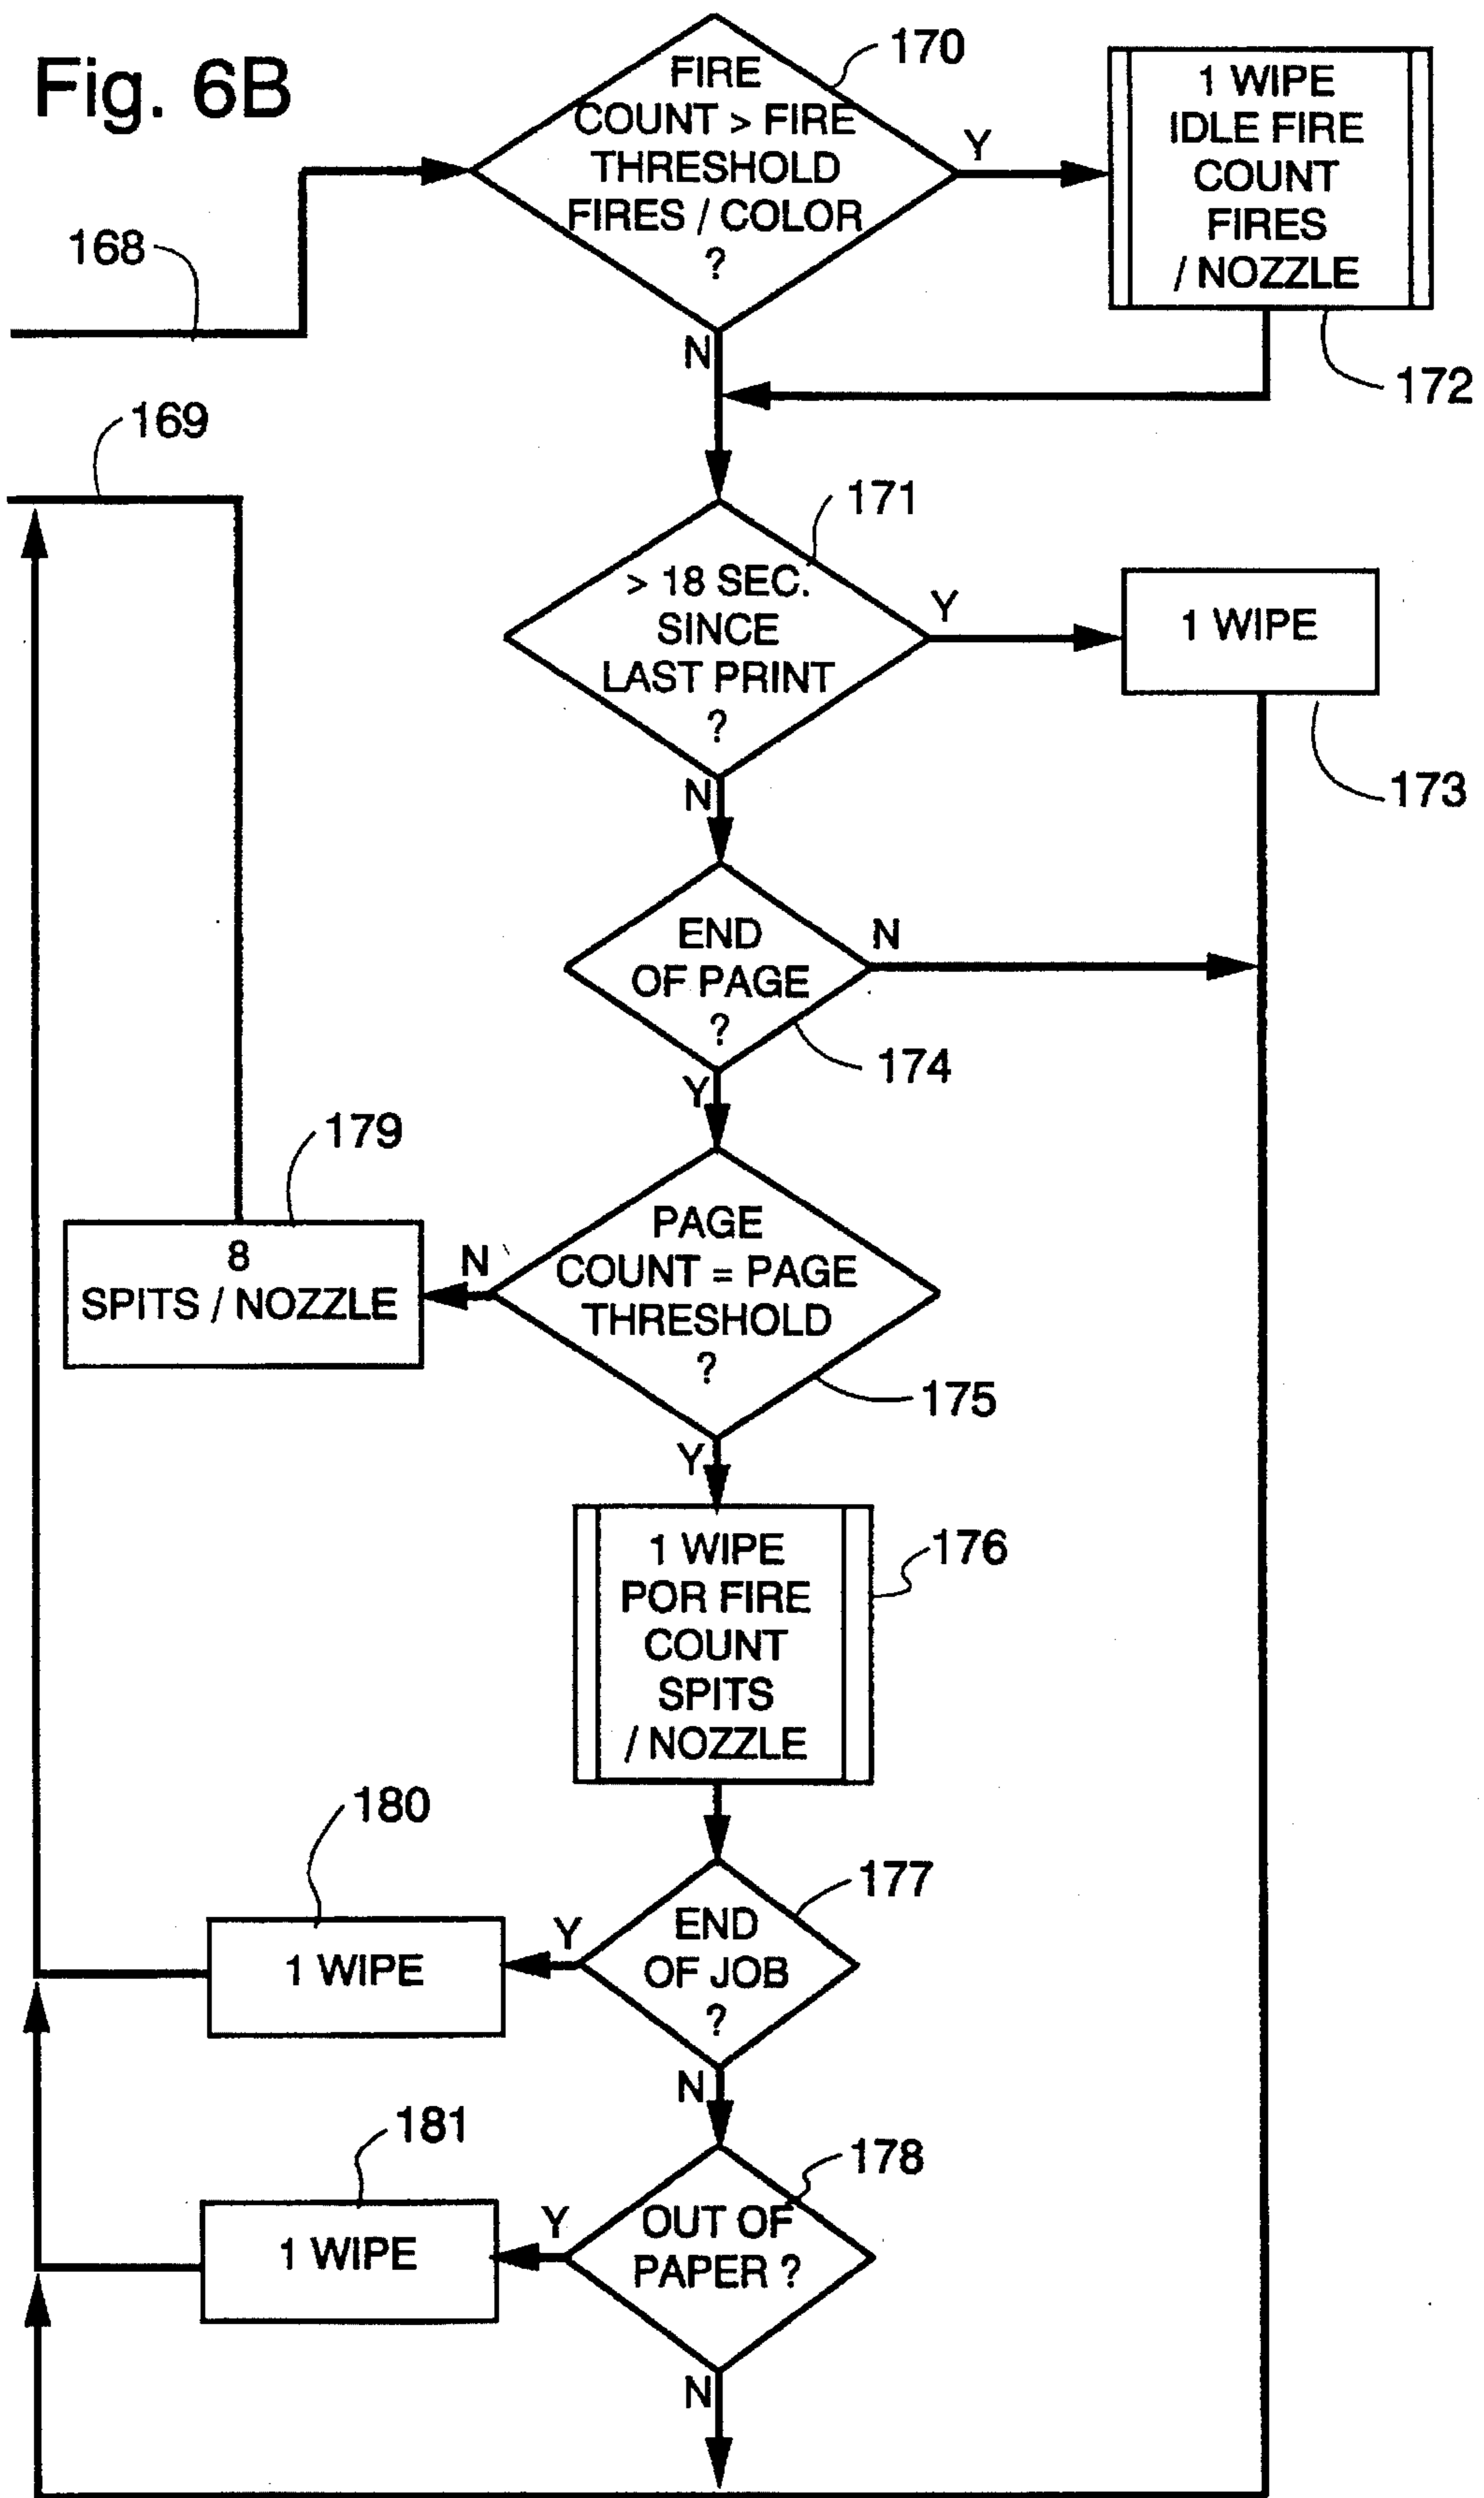 Fig. 6B
170
FIRE
COUNT > FIRE
THRESHOLD
FIRES / COLOR
?
Y
1 WIPE
IDLE FIRE
COUNT
FIRES
/ NOZZLE
168
N
172
169
171
> 18 SEC.
SINCE
LAST PRINT
?
Y
1 WIPE
N
173
END
OF PAGE
?
N
174
Y
179
PAGE
COUNT = PAGE
THRESHOLD
?
N
8
SPITS / NOZZLE
175
Y
1 WIPE
POR FIRE
COUNT
SPITS
/ NOZZLE
176
180
177
END
OF JOB
?
Y
1 WIPE
N
181
178
OUT OF
PAPER ?
Y
1 WIPE
N